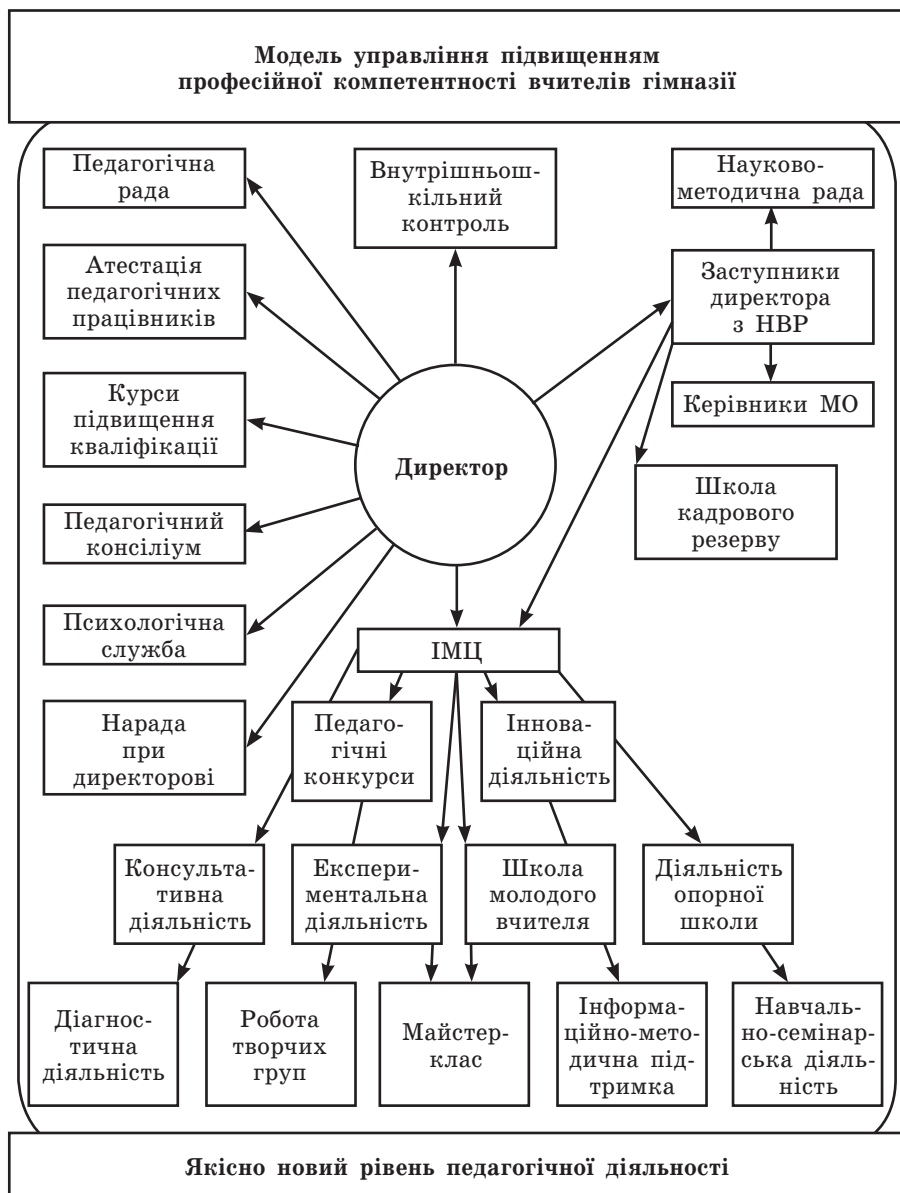 Модель управління підвищенням
професійної компетентності вчителів гімназії
Педагогічна
рада
Внутрішньош-
кільний
контроль
Науково-
методична рада
Атестація
педагогічних
працівників
Заступники
директора
з НВР
Курси
підвищення
кваліфікації
Директор
Керівники МО
Школа
кадрового
резерву
Педагогічний
консіліум
Психологічна
служба
ІМЦ
Нарада
при
директорові
Педаго-
гічні
конкурси
Іннова-
ційна
діяльність
Консульта-
тивна
діяльність
Експери-
ментальна
діяльність
Школа
молодого
вчителя
Діяльність
опорної
школи
Діагнос-
тична
діяльність
Робота
творчих
груп
Майстер-
клас
Інформа-
ційно-мето-
дична під-
тримка
Навчаль-
но-семінар-
ська діяль-
ність
Якісно новий рівень педагогічної діяльності